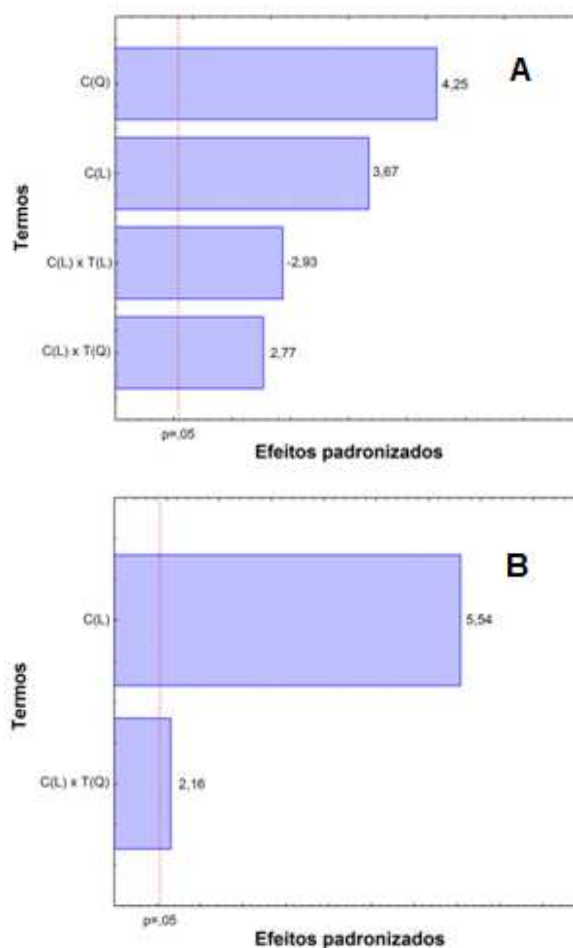 A
C(Q)
4,25
C(L)
3,67
Termos
C(L) x T(L)
-2,93
C(L) x T(Q)
2,77
p=,05
Efeitos padronizados
B
C(L)
5,54
Termos
C(L) x T(Q)
2,16
p=,05
Efeitos padronizados